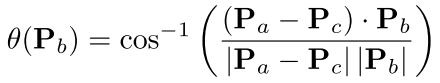 θ(𝐏_b) = cos⁻¹ ( (𝐏_a − 𝐏_c) · 𝐏_b / |𝐏_a − 𝐏_c| |𝐏_b| )